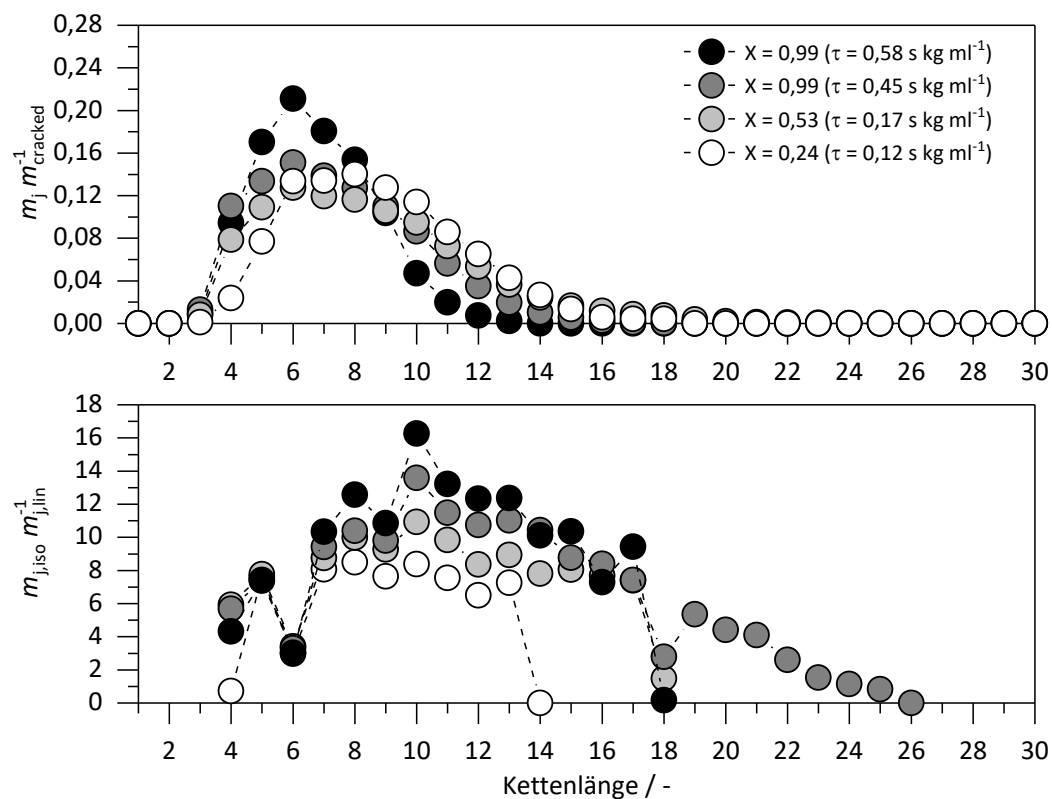 0,28
0,24
0,20
0,16
0,12
0,08
0,04
0,00
m_j m^{-1}_{cracked}
X = 0,99 (τ = 0,58 s kg ml^{-1})
X = 0,99 (τ = 0,45 s kg ml^{-1})
X = 0,53 (τ = 0,17 s kg ml^{-1})
X = 0,24 (τ = 0,12 s kg ml^{-1})
2 4 6 8 10 12 14 16 18 20 22 24 26 28 30
18
16
14
12
10
8
6
4
2
0
m_{j,iso} m^{-1}_{j,lin}
2 4 6 8 10 12 14 16 18 20 22 24 26 28 30
Kettenlänge / -